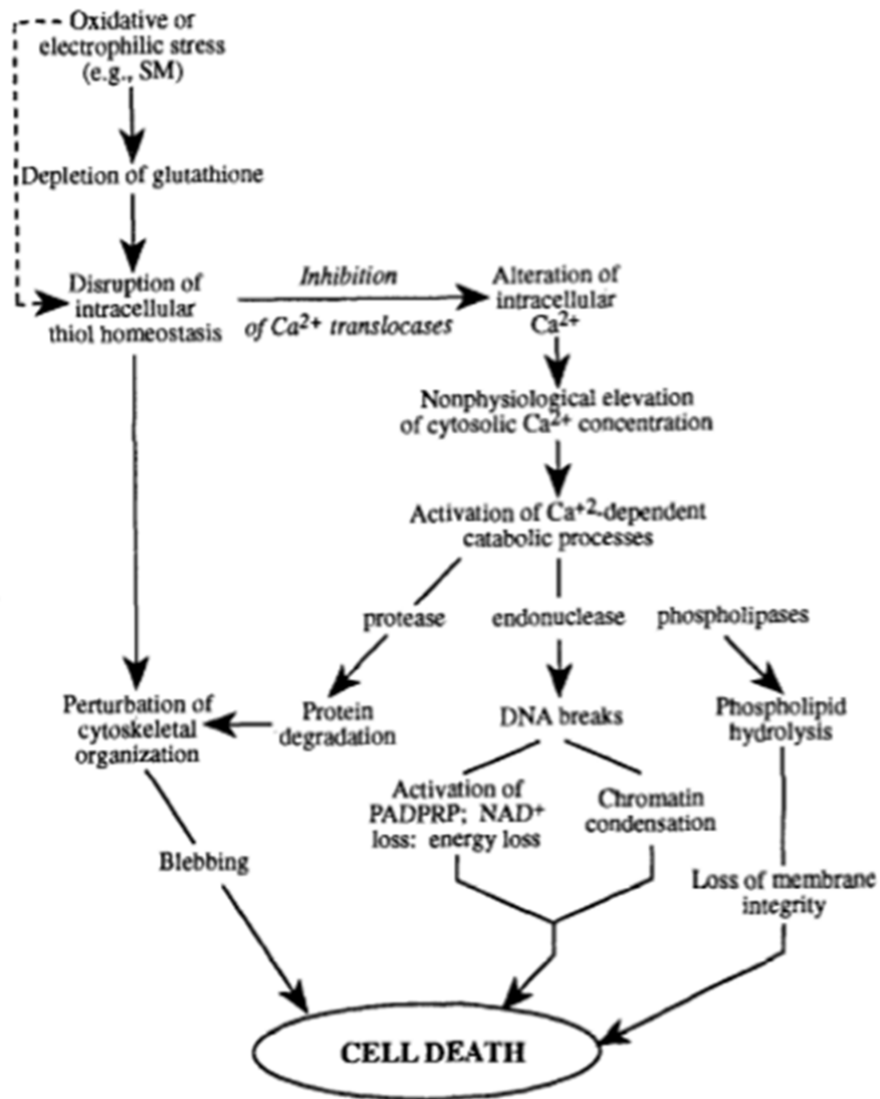 Oxidative or
electrophilic stress
(e.g., SM)
Depletion of glutathione
Disruption of
intracellular
thiol homeostasis
Inhibition
of Ca2+ translocases
Alteration of
intracellular
Ca2+
Nonphysiological elevation
of cytosolic Ca2+ concentration
Activation of Ca+2-dependent
catabolic processes
protease
endonuclease
phospholipases
Perturbation of
cytoskeletal
organization
Protein
degradation
DNA breaks
Phospholipid
hydrolysis
Activation of
PADPRP; NAD+
loss: energy loss
Chromatin
condensation
Blebbing
Loss of membrane
integrity
CELL DEATH